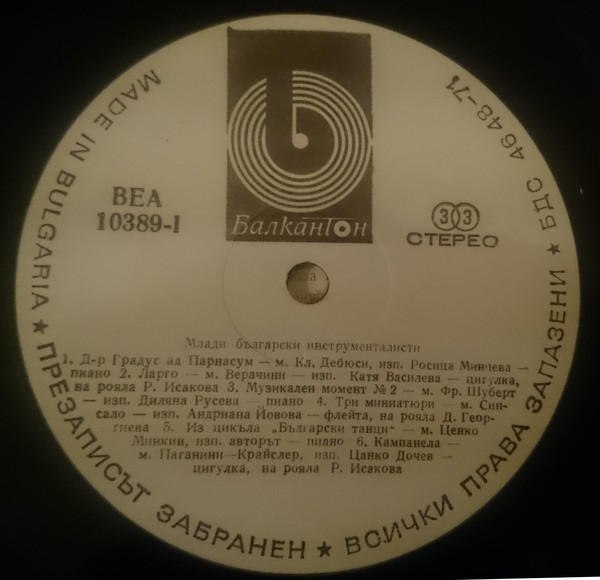 Балкантон
ВЕА
10389-I
33
СТЕРЕО
Млади български инструменталисти
1. Д-р Градус ад Парнасум — м. Кл. Дебюси, изп. Росица Минчева —
пиано 2. Ларго — м. Верачини — изп. Катя Василева — цигулка,
на рояла Р. Исакова 3. Музикален момент № 2 — м. Фр. Шуберт
— изп. Диляна Русева — пиано 4. Три миниатюри — м. Син-
сало — изп. Андриана Йовова — флейта, на рояла Д. Геор-
гиева 5. Из цикъла „Български танци“ — м. Ценко
Минкин, изп. авторът — пиано 6. Кампанела —
м. Паганини—Крайслер, изп. Цанко Дочев —
цигулка, на рояла Р. Исакова
MADE IN BULGARIA ★ ПРЕЗАПИСЪТ ЗАБРАНЕН ★ ВСИЧКИ ПРАВА ЗАПАЗЕНИ ★ БДС 4648-71